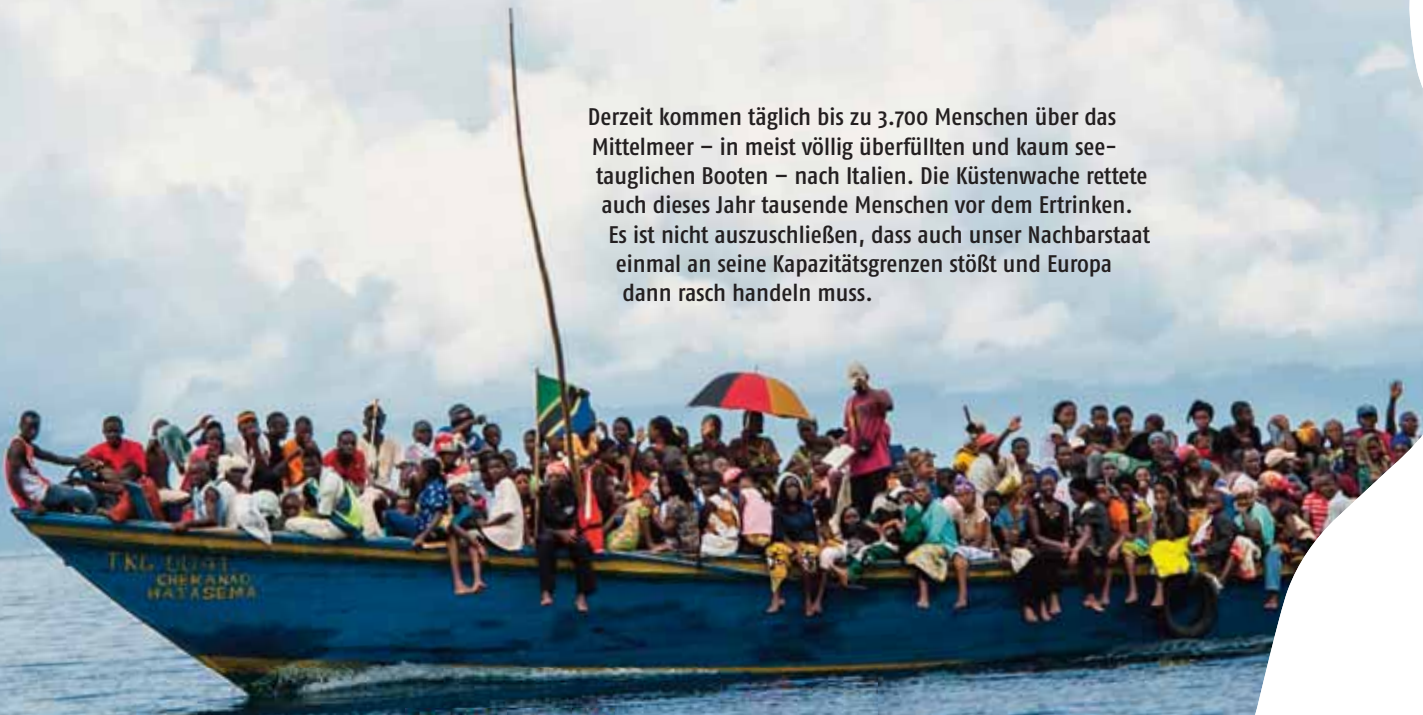 Derzeit kommen täglich bis zu 3.700 Menschen über das
Mittelmeer – in meist völlig überfüllten und kaum see-
tauglichen Booten – nach Italien. Die Küstenwache rettete
auch dieses Jahr tausende Menschen vor dem Ertrinken.
Es ist nicht auszuschließen, dass auch unser Nachbarstaat
einmal an seine Kapazitätsgrenzen stößt und Europa
dann rasch handeln muss.
TKG
CHEKANAO
HATASEMA